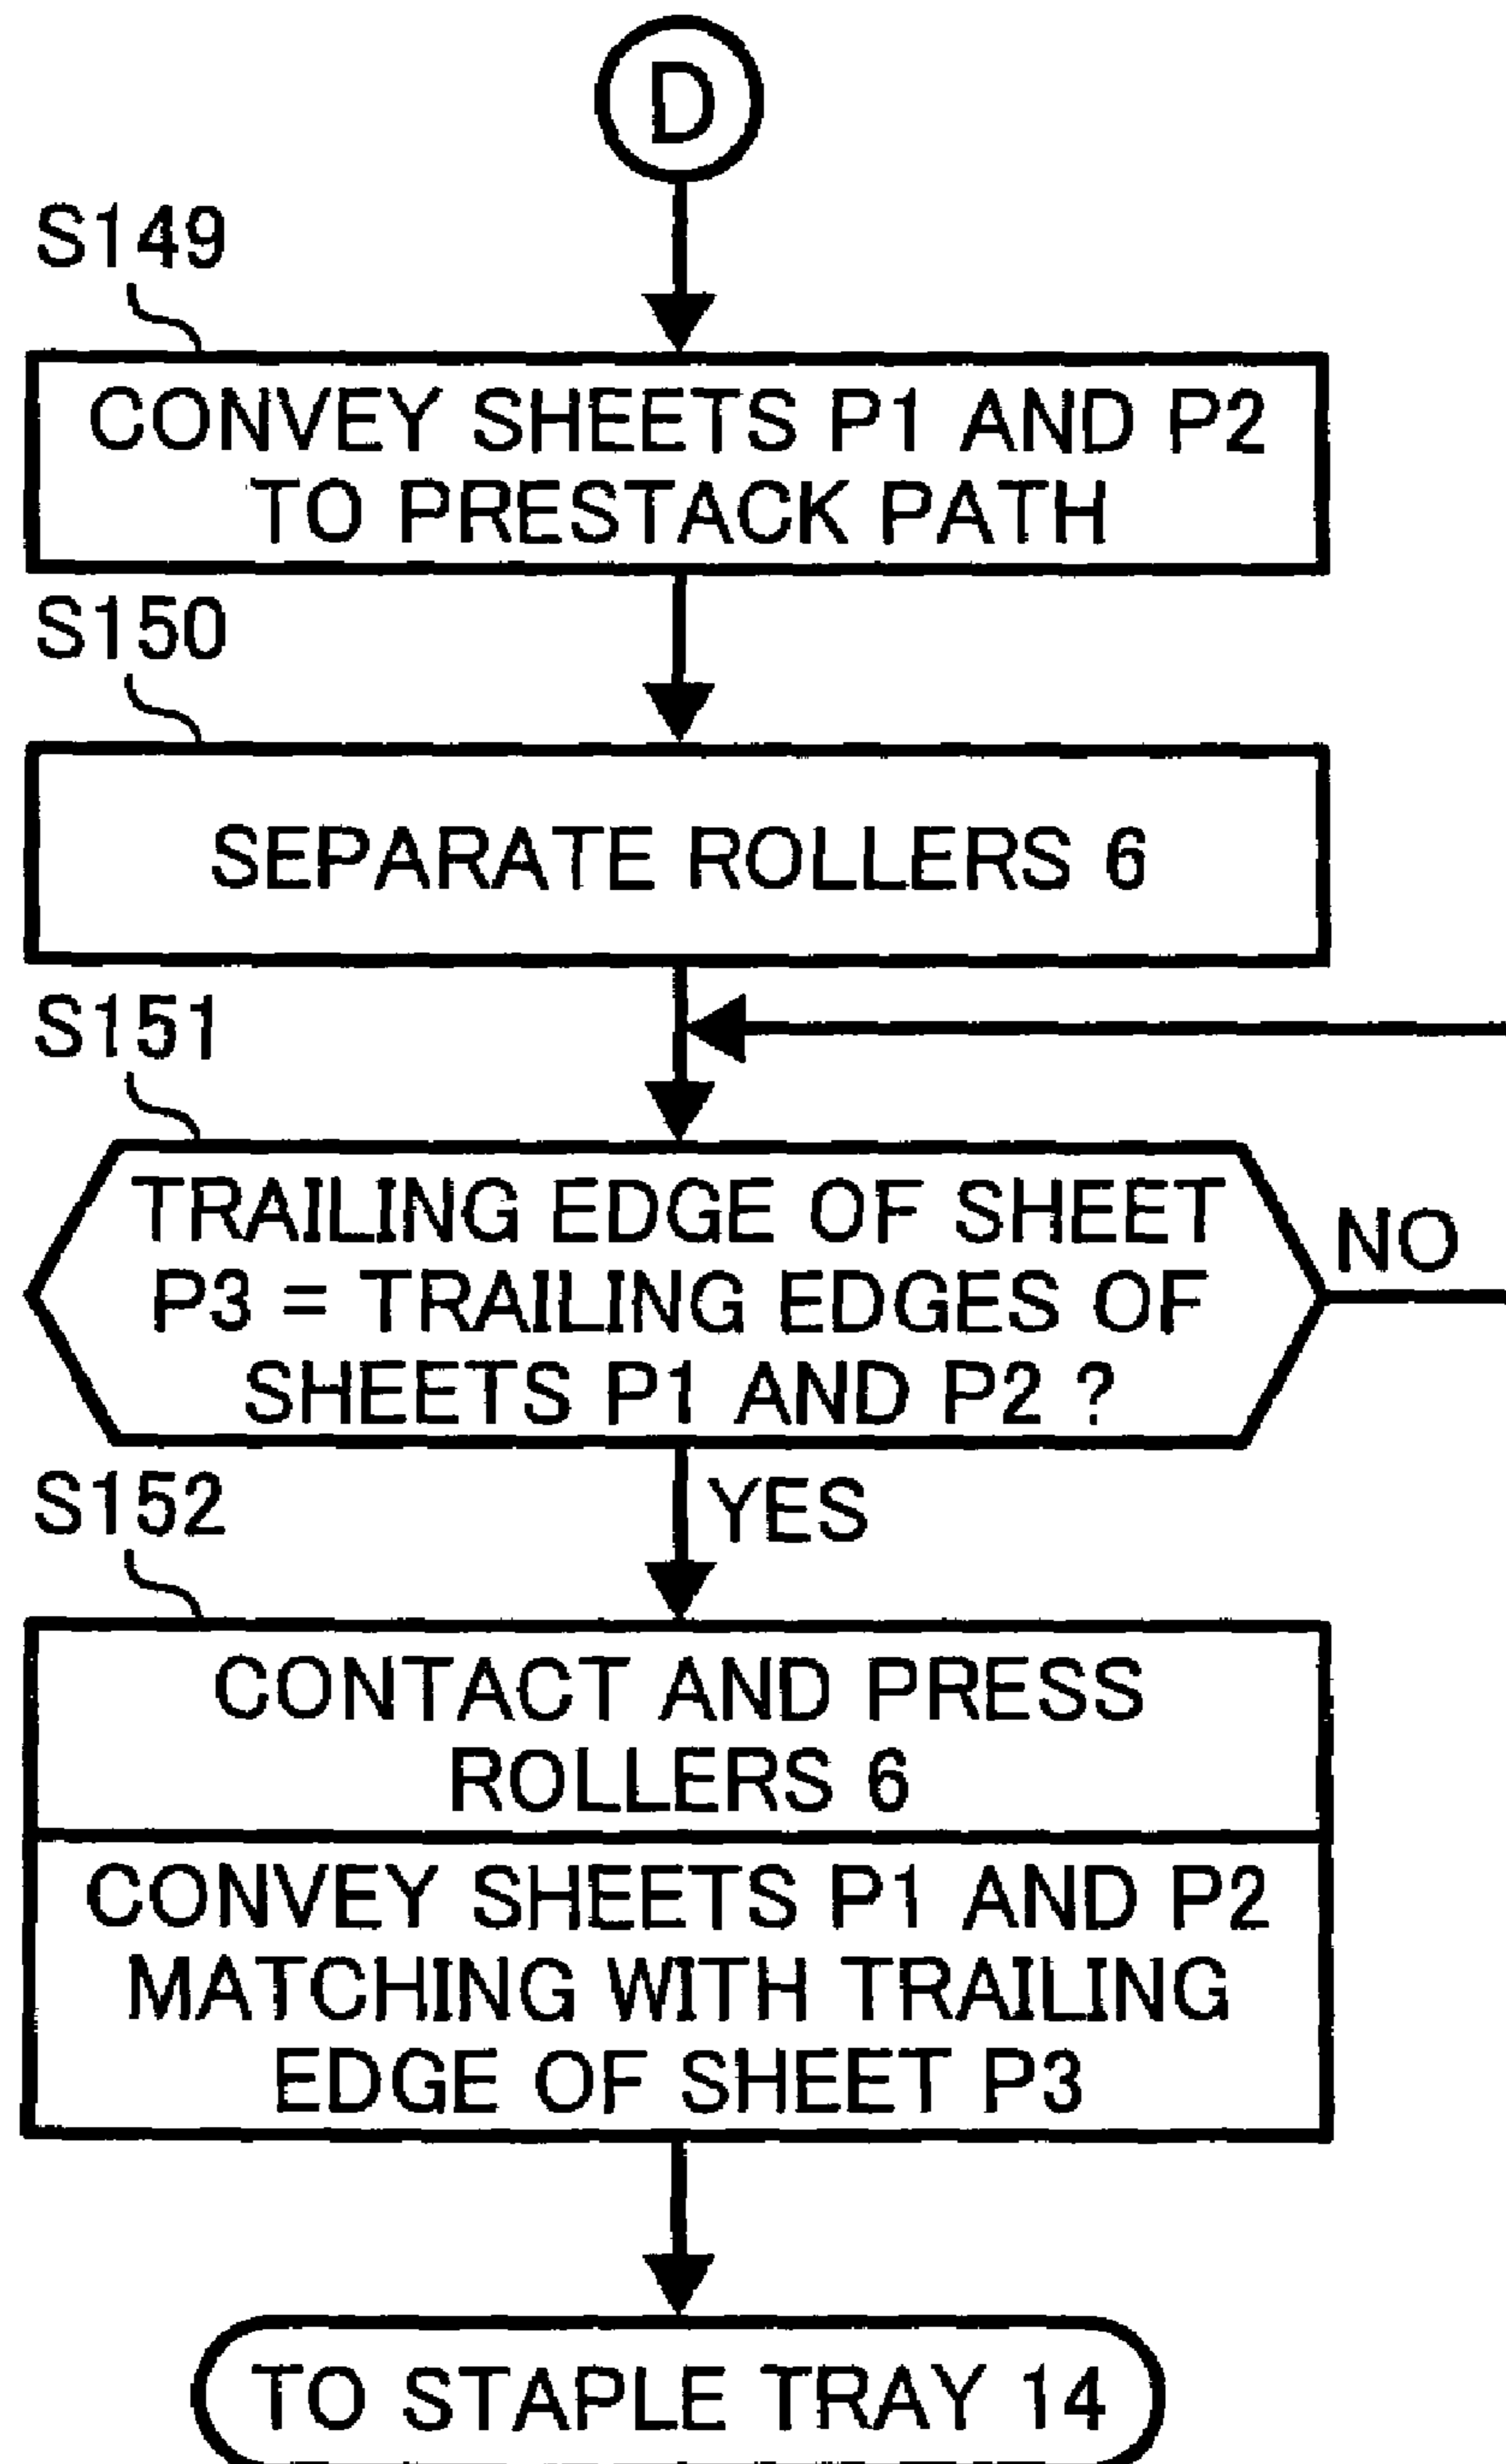 D
S149
CONVEY SHEETS P1 AND P2
TO PRESTACK PATH
S150
SEPARATE ROLLERS 6
S151
TRAILING EDGE OF SHEET
P3 = TRAILING EDGES OF
SHEETS P1 AND P2 ?
NO
YES
S152
CONTACT AND PRESS
ROLLERS 6
CONVEY SHEETS P1 AND P2
MATCHING WITH TRAILING
EDGE OF SHEET P3
TO STAPLE TRAY 14